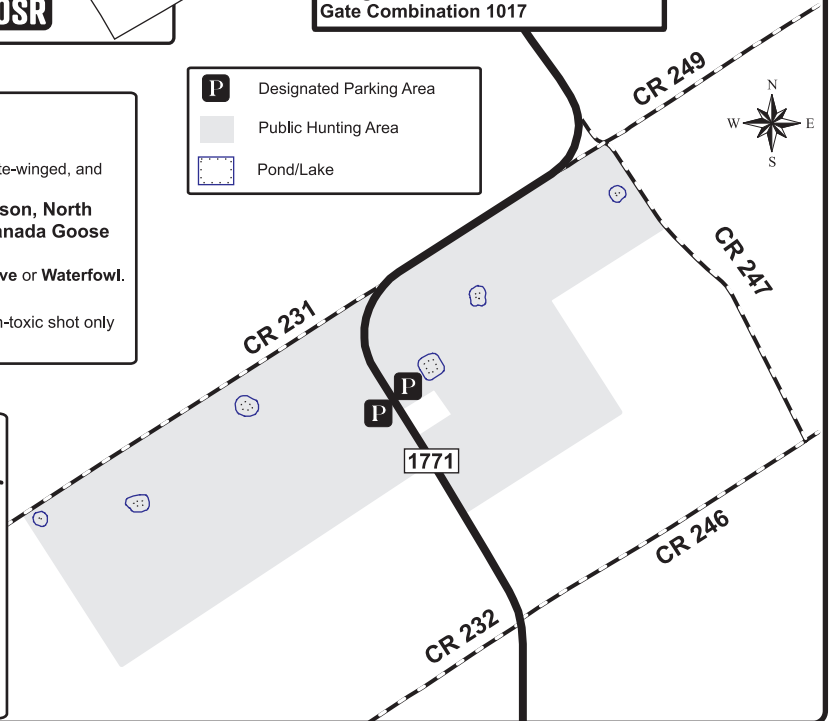 OSR
Gate Combination 1017
P Designated Parking Area
Public Hunting Area
Pond/Lake
CR 249
N
W E
S
te-winged, and
son, North
anada Goose
ve or Waterfowl.
n-toxic shot only
CR 247
CR 231
P
P
1771
CR 246
CR 232